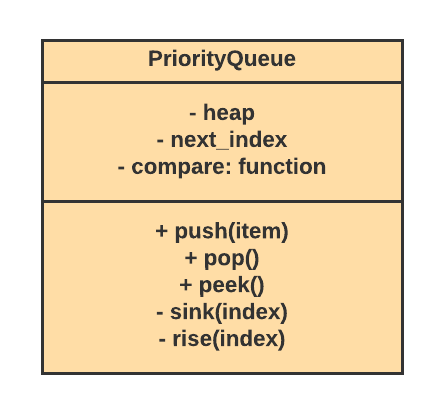 PriorityQueue
- heap
- next_index
- compare: function
+ push(item)
+ pop()
+ peek()
- sink(index)
- rise(index)